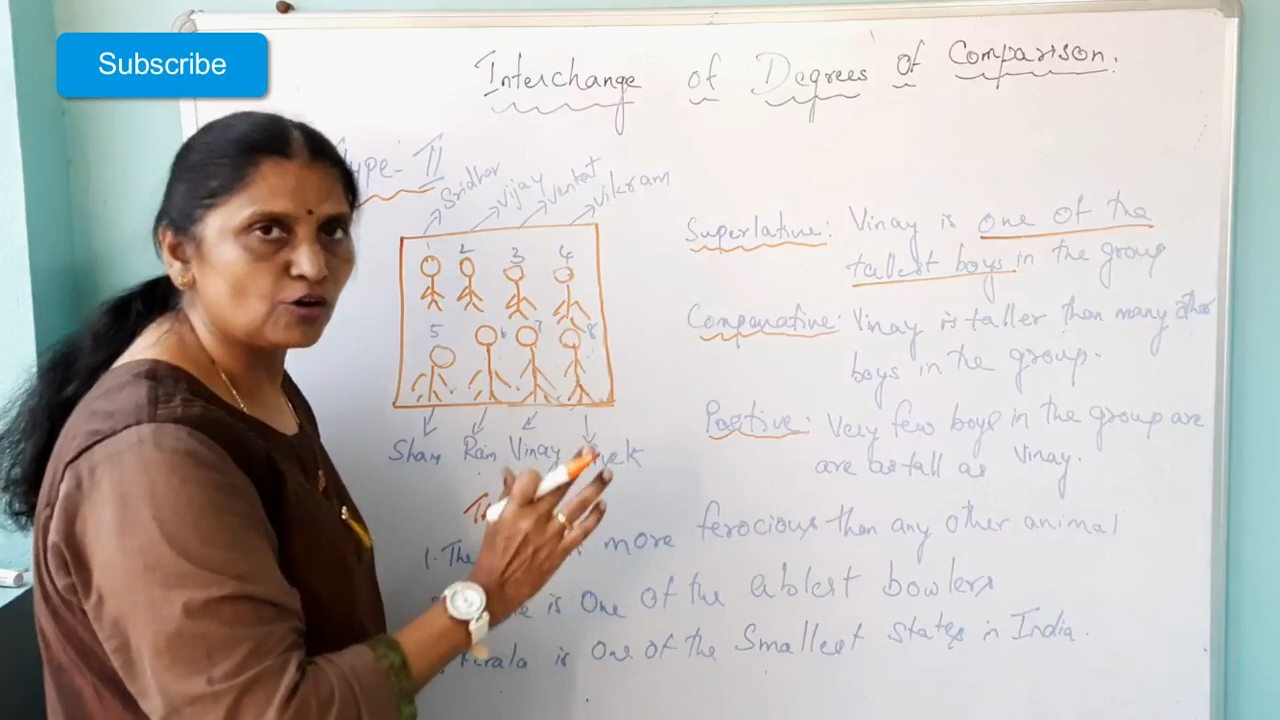 Subscribe
Interchange of Degrees of Comparison.
Type- II
Sridhar Vijay Venkat Vikram
1 2 3 4
5 6 7 8
Sham Ram Vinay
Superlative: Vinay is one of the
tallest boys in the group
Comparative: Vinay is taller than many other
boys in the group.
Positive: Very few boys in the group are
are as tall as Vinay.
1. The more ferocious than any other animal
is One of the ablest bowlers
Kerala is One of the Smallest states in India.